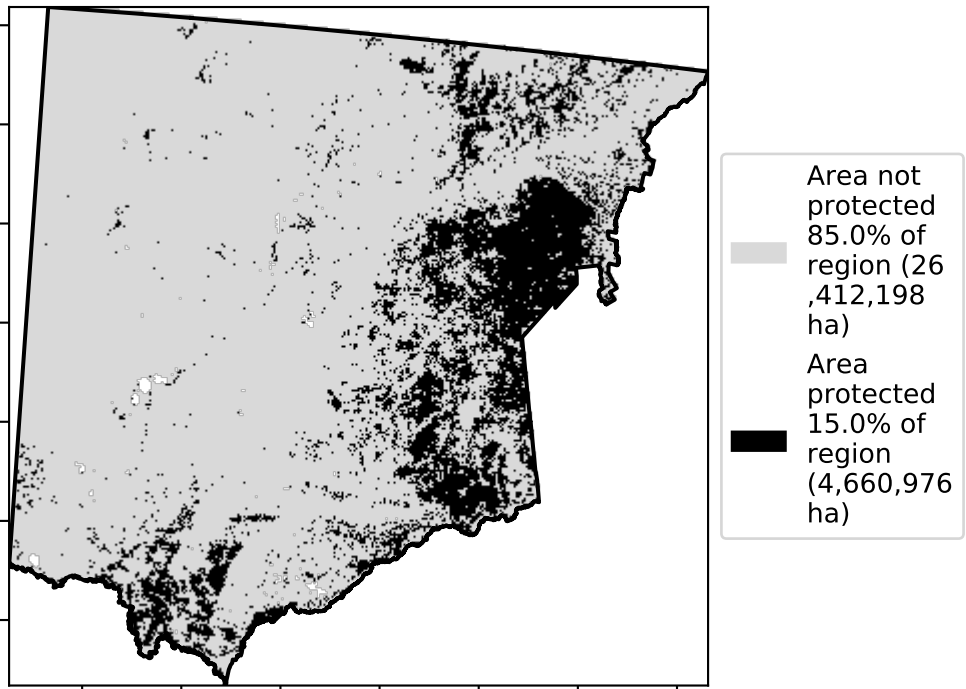 Area not
protected
85.0% of
region (26
,412,198
ha)
Area
protected
15.0% of
region
(4,660,976
ha)